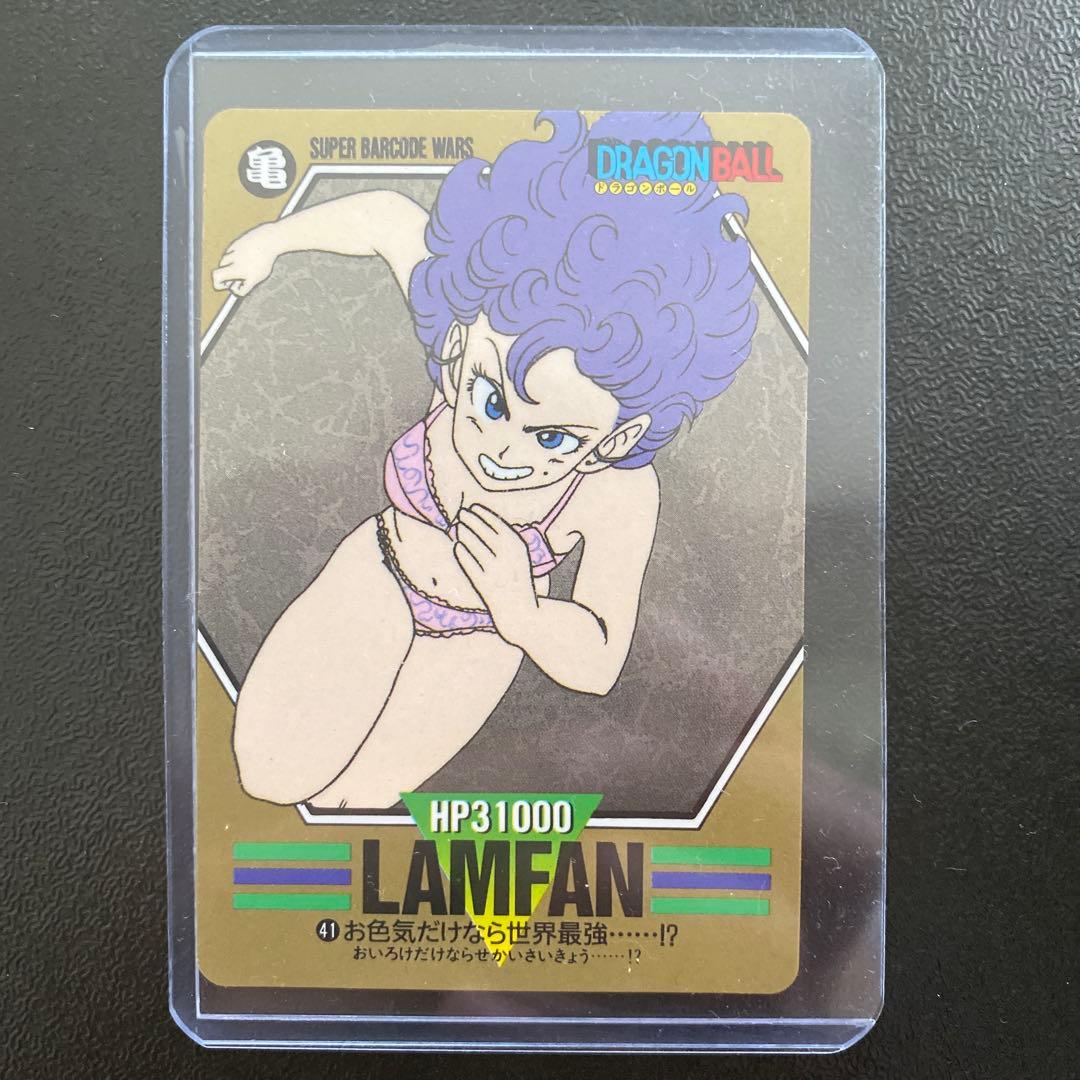 亀
SUPER BARCODE WARS
DRAGON BALL
ドラゴンボール
HP31000
LAMFAN
41 お色気だけなら世界最強……!?
おいろけだけならせかいさいきょう……!?